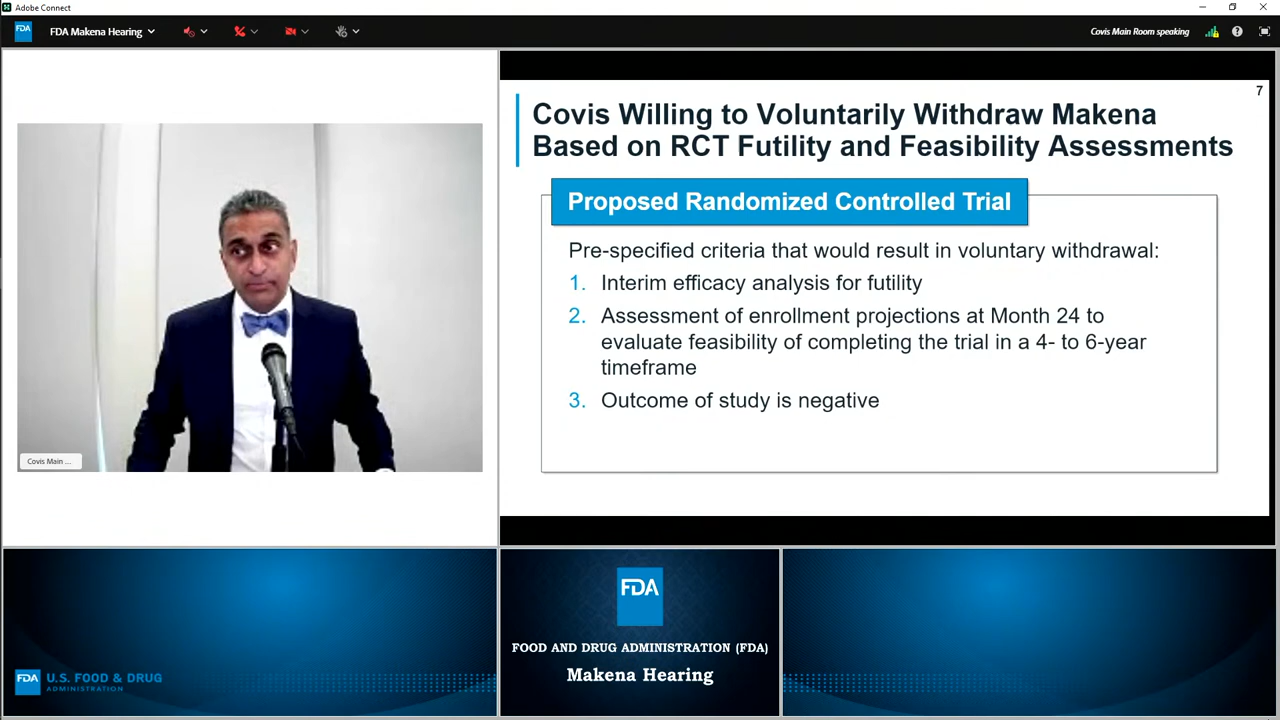 Adobe Connect
FDA
FDA Makena Hearing
Covis Main Room speaking
7
Covis Willing to Voluntarily Withdraw Makena
Based on RCT Futility and Feasibility Assessments
Proposed Randomized Controlled Trial
Pre-specified criteria that would result in voluntary withdrawal:
1. Interim efficacy analysis for futility
2. Assessment of enrollment projections at Month 24 to
evaluate feasibility of completing the trial in a 4- to 6-year
timeframe
3. Outcome of study is negative
Covis Main ...
FDA
U.S. FOOD & DRUG
ADMINISTRATION
FDA
FOOD AND DRUG ADMINISTRATION (FDA)
Makena Hearing